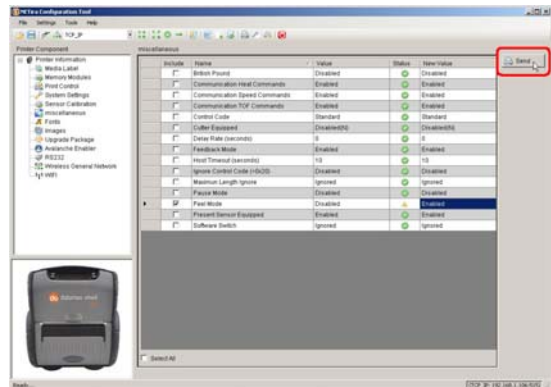 NETira Configuration Tool
File Settings Tools Help
TCP_IP
Printer Component
miscellaneous
Send
Printer Information
Media Label
Memory Modules
Print Control
System Settings
Sensor Calibration
miscellaneous
Fonts
Images
Upgrade Package
Avalanche Enabler
RS232
Wireless General Network
WiFi
Include Name Value Status New Value
British Pound Disabled Disabled
Communication Heat Commands Enabled Enabled
Communication Speed Commands Enabled Enabled
Communication TOF Commands Enabled Enabled
Control Code Standard Standard
Cutter Equipped Disabled(N) Disabled(N)
Delay Rate (seconds) 0 0
Feedback Mode Enabled Enabled
Host Timeout (seconds) 10 10
Ignore Control Code (<0x20) Disabled Disabled
Maximum Length Ignore Ignored Ignored
Pause Mode Disabled Disabled
Peel Mode Disabled Enabled
Present Sensor Equipped Enabled Enabled
Software Switch Ignored Ignored
Select All
Ready...